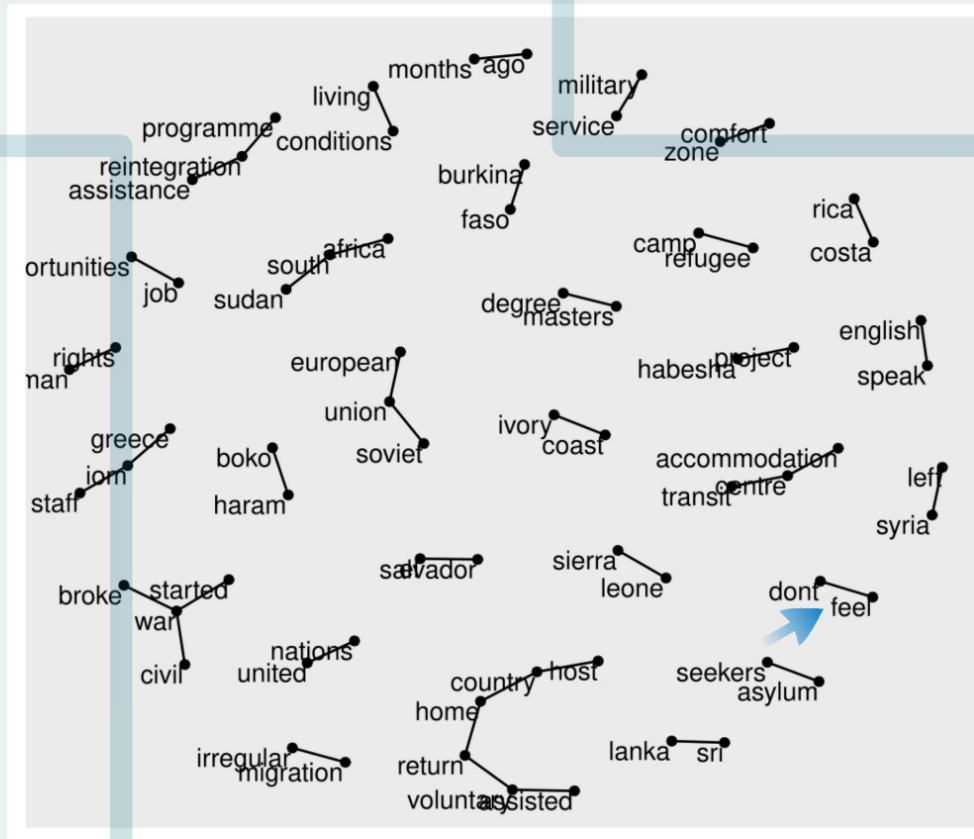 months ago
living
conditions
military
service
programme
reintegration
assistance
comfort
zone
burkina
faso
rica
costa
camp
refugee
ortunities
job
africa
south
sudan
degree
masters
english
speak
rights
man
european
union
soviet
habesha project
ivory
coast
greece
iom
staff
boko
haram
accommodation
centre
transit
left
syria
el
salvador
sierra
leone
dont
feel
broke
started
war
civil
nations
united
host
country
home
return
voluntary
assisted
seekers
asylum
irregular
migration
lanka
sri